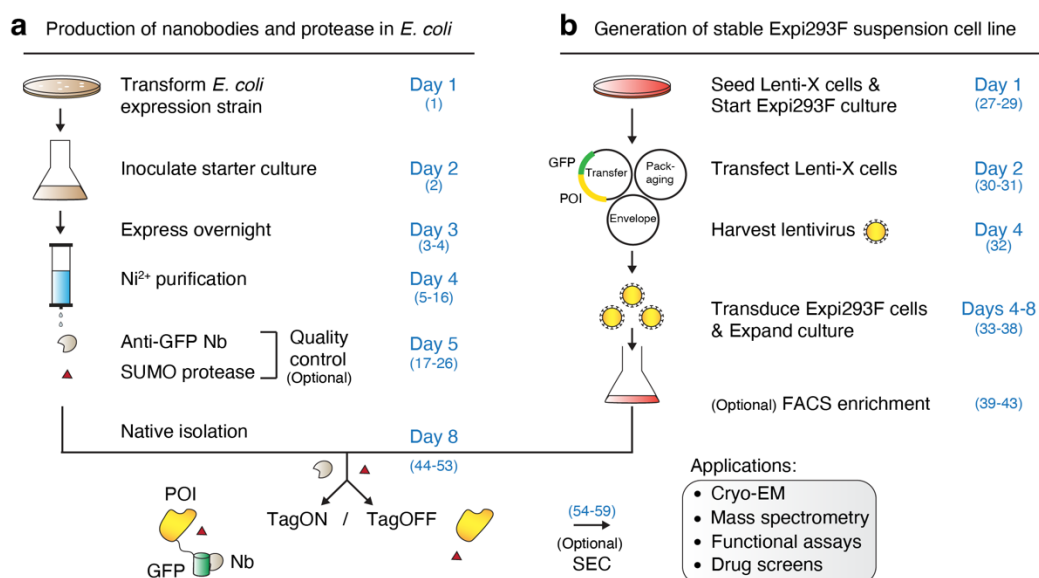 a Production of nanobodies and protease in E. coli
Transform E. coli
expression strain
Day 1
(1)
Inoculate starter culture
Day 2
(2)
Express overnight
Day 3
(3-4)
Ni²⁺ purification
Day 4
(5-16)
Anti-GFP Nb
SUMO protease
Quality
control
(Optional)
Day 5
(17-26)
Native isolation
Day 8
(44-53)
b Generation of stable Expi293F suspension cell line
Seed Lenti-X cells &
Start Expi293F culture
Day 1
(27-29)
GFP
POI
Transfer
Pack-
aging
Envelope
Transfect Lenti-X cells
Day 2
(30-31)
Harvest lentivirus
Day 4
(32)
Transduce Expi293F cells
& Expand culture
Days 4-8
(33-38)
(Optional) FACS enrichment
(39-43)
POI
GFP
Nb
TagON / TagOFF
(54-59)
(Optional)
SEC
Applications:
• Cryo-EM
• Mass spectrometry
• Functional assays
• Drug screens